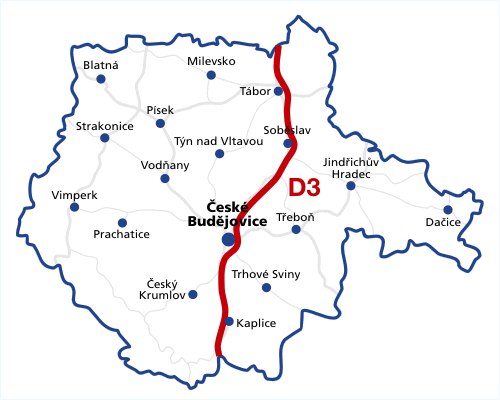 Milevsko
Blatná
Tábor
Písek
Strakonice
Soběslav
Týn nad Vltavou
Jindřichův
Hradec
Vodňany
D3
Vimperk
České
Budějovice
Třeboň
Dačice
Prachatice
Trhové Sviny
Český
Krumlov
Kaplice